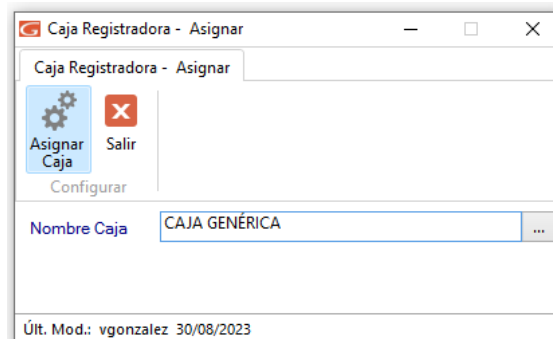 Caja Registradora - Asignar
Caja Registradora - Asignar
Asignar Caja
Salir
Configurar
Nombre Caja
CAJA GENÉRICA
...
Últ. Mod.: vgonzalez 30/08/2023